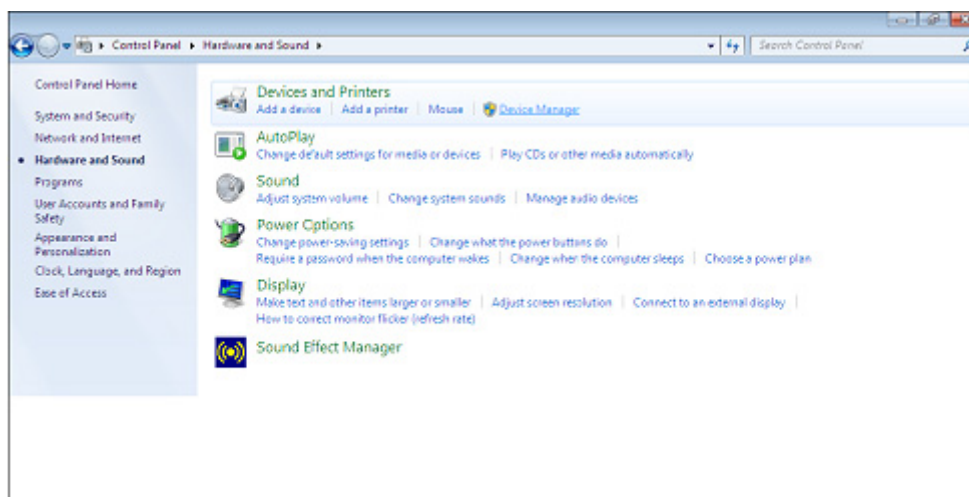 Control Panel ▸ Hardware and Sound ▸
Search Control Panel
Control Panel Home
System and Security
Network and Internet
Hardware and Sound
Programs
User Accounts and Family
Safety
Appearance and
Personalization
Clock, Language, and Region
Ease of Access
Devices and Printers
Add a device | Add a printer | Mouse | Device Manager
AutoPlay
Change default settings for media or devices | Play CDs or other media automatically
Sound
Adjust system volume | Change system sounds | Manage audio devices
Power Options
Change power-saving settings | Change what the power buttons do |
Require a password when the computer wakes | Change when the computer sleeps | Choose a power plan
Display
Make text and other items larger or smaller | Adjust screen resolution | Connect to an external display |
How to correct monitor flicker (refresh rate)
Sound Effect Manager